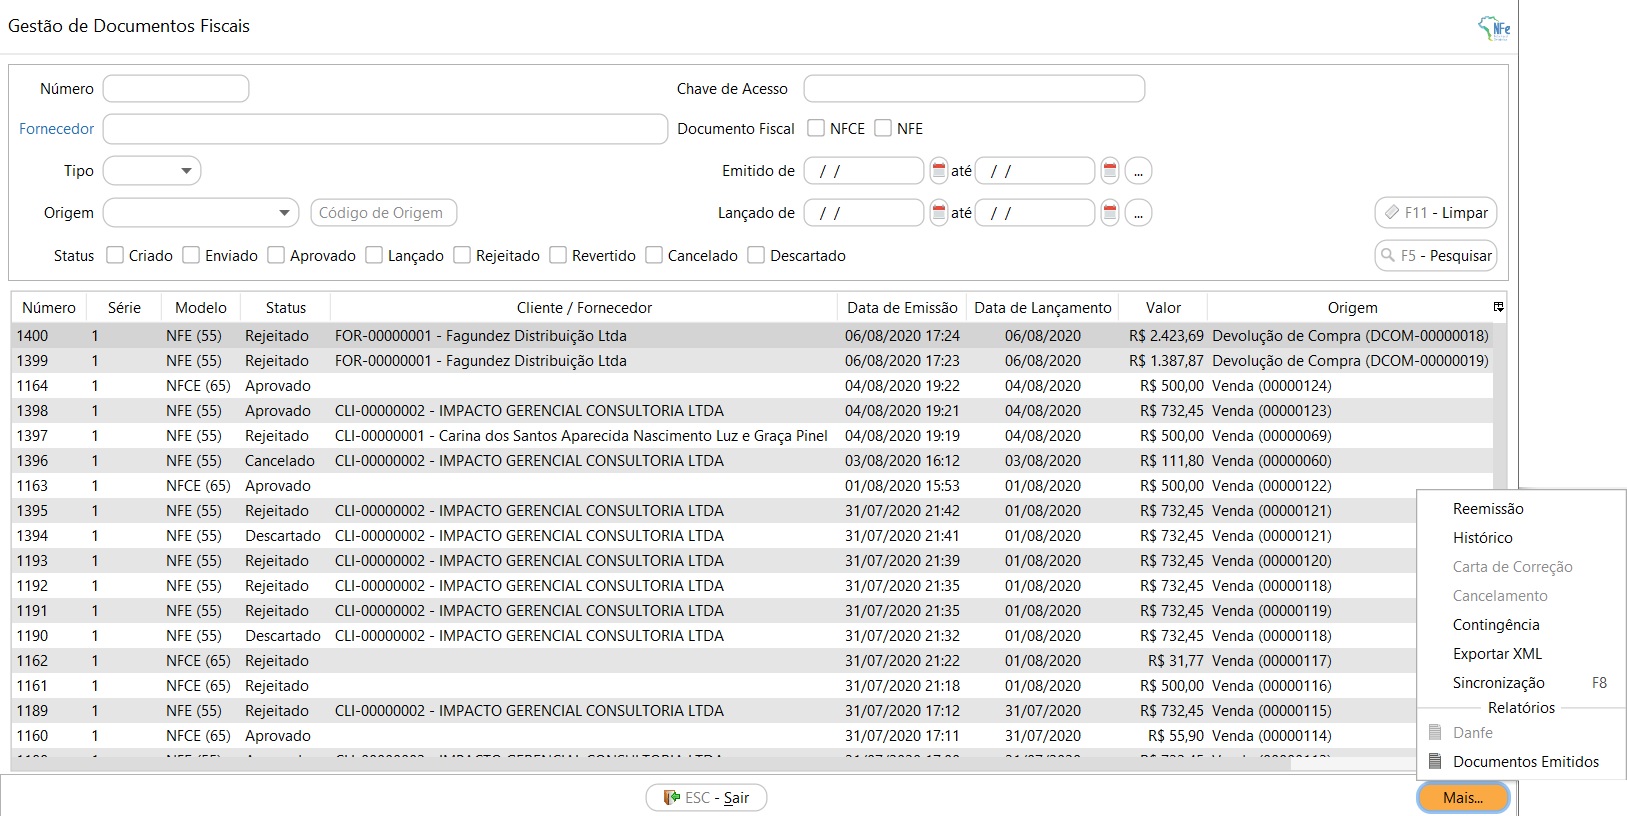 Gestão de Documentos Fiscais
NFe
Número
Chave de Acesso
Fornecedor
Documento Fiscal NFCE NFE
Tipo
Emitido de / / até / / ...
Origem Código de Origem
Lançado de / / até / / ...
F11 - Limpar
Status Criado Enviado Aprovado Lançado Rejeitado Revertido Cancelado Descartado
F5 - Pesquisar
Número Série Modelo Status Cliente / Fornecedor Data de Emissão Data de Lançamento Valor Origem
1400 1 NFE (55) Rejeitado FOR-00000001 - Fagundez Distribuição Ltda 06/08/2020 17:24 06/08/2020 R$ 2.423,69 Devolução de Compra (DCOM-00000018)
1399 1 NFE (55) Rejeitado FOR-00000001 - Fagundez Distribuição Ltda 06/08/2020 17:23 06/08/2020 R$ 1.387,87 Devolução de Compra (DCOM-00000019)
1164 1 NFCE (65) Aprovado 04/08/2020 19:22 04/08/2020 R$ 500,00 Venda (00000124)
1398 1 NFE (55) Aprovado CLI-00000002 - IMPACTO GERENCIAL CONSULTORIA LTDA 04/08/2020 19:21 04/08/2020 R$ 732,45 Venda (00000123)
1397 1 NFE (55) Rejeitado CLI-00000001 - Carina dos Santos Aparecida Nascimento Luz e Graça Pinel 04/08/2020 19:19 04/08/2020 R$ 500,00 Venda (00000069)
1396 1 NFE (55) Cancelado CLI-00000002 - IMPACTO GERENCIAL CONSULTORIA LTDA 03/08/2020 16:12 03/08/2020 R$ 111,80 Venda (00000060)
1163 1 NFCE (65) Aprovado 01/08/2020 15:53 01/08/2020 R$ 500,00 Venda (00000122)
1395 1 NFE (55) Rejeitado CLI-00000002 - IMPACTO GERENCIAL CONSULTORIA LTDA 31/07/2020 21:42 01/08/2020 R$ 732,45 Venda (00000121)
1394 1 NFE (55) Descartado CLI-00000002 - IMPACTO GERENCIAL CONSULTORIA LTDA 31/07/2020 21:41 01/08/2020 R$ 732,45 Venda (00000121)
1193 1 NFE (55) Rejeitado CLI-00000002 - IMPACTO GERENCIAL CONSULTORIA LTDA 31/07/2020 21:39 01/08/2020 R$ 732,45 Venda (00000120)
1192 1 NFE (55) Rejeitado CLI-00000002 - IMPACTO GERENCIAL CONSULTORIA LTDA 31/07/2020 21:35 01/08/2020 R$ 732,45 Venda (00000118)
1191 1 NFE (55) Rejeitado CLI-00000002 - IMPACTO GERENCIAL CONSULTORIA LTDA 31/07/2020 21:35 01/08/2020 R$ 732,45 Venda (00000119)
1190 1 NFE (55) Descartado CLI-00000002 - IMPACTO GERENCIAL CONSULTORIA LTDA 31/07/2020 21:32 01/08/2020 R$ 732,45 Venda (00000118)
1162 1 NFCE (65) Rejeitado 31/07/2020 21:22 01/08/2020 R$ 31,77 Venda (00000117)
1161 1 NFCE (65) Rejeitado 31/07/2020 21:18 01/08/2020 R$ 500,00 Venda (00000116)
1189 1 NFE (55) Rejeitado CLI-00000002 - IMPACTO GERENCIAL CONSULTORIA LTDA 31/07/2020 17:12 31/07/2020 R$ 732,45 Venda (00000115)
1160 1 NFCE (65) Aprovado 31/07/2020 17:11 31/07/2020 R$ 55,90 Venda (00000114)
Reemissão
Histórico
Carta de Correção
Cancelamento
Contingência
Exportar XML
Sincronização F8
Relatórios
Danfe
Documentos Emitidos
ESC - Sair
Mais...